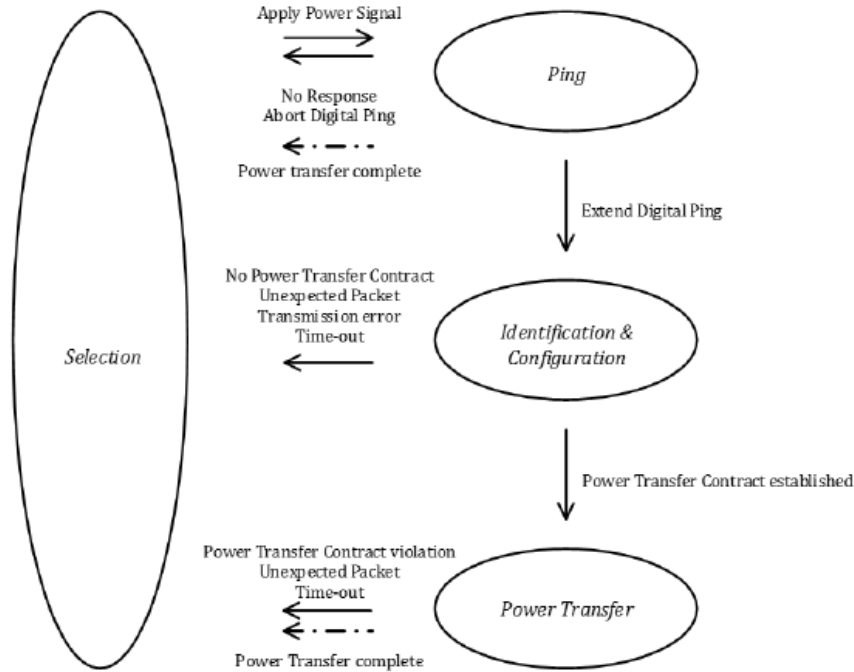 Apply Power Signal
Ping
No Response
Abort Digital Ping
Power transfer complete
Extend Digital Ping
No Power Transfer Contract
Unexpected Packet
Transmission error
Time-out
Identification &
Configuration
Selection
Power Transfer Contract established
Power Transfer Contract violation
Unexpected Packet
Time-out
Power Transfer
Power Transfer complete